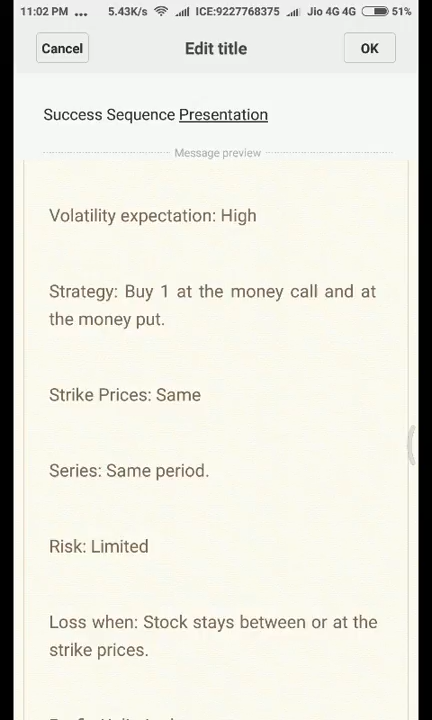 11:02 PM ... 5.43K/s ICE:9227768375 Jio 4G 4G 51%
Cancel Edit title OK
Success Sequence Presentation
Message preview
Volatility expectation: High
Strategy: Buy 1 at the money call and at
the money put.
Strike Prices: Same
Series: Same period.
Risk: Limited
Loss when: Stock stays between or at the
strike prices.